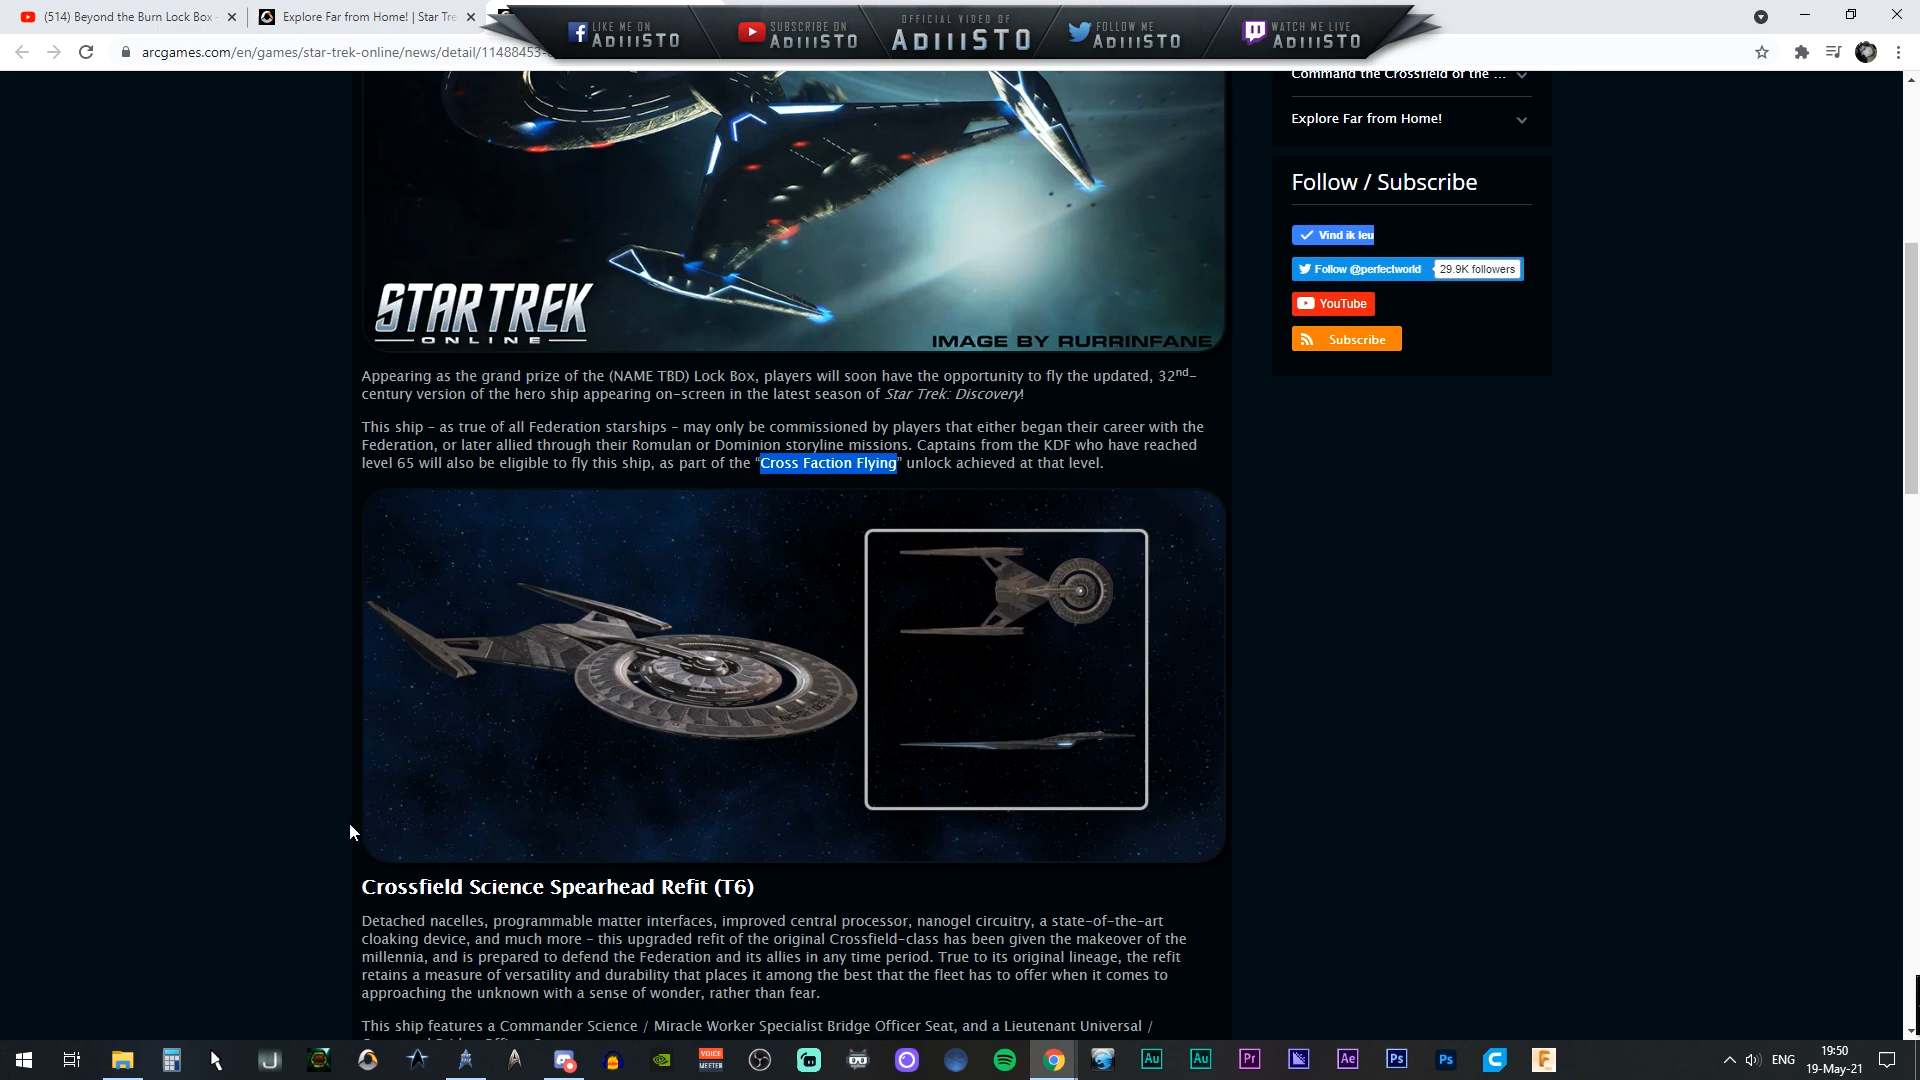 (514) Beyond the Burn Lock Box
Explore Far from Home! | Star Tre
LIKE ME ON
ADIIISTO
SUBSCRIBE ON
ADIIISTO
OFFICIAL VIDEO OF
ADIIISTO
FOLLOW ME
ADIIISTO
WATCH ME LIVE
ADIIISTO
arcgames.com/en/games/star-trek-online/news/detail/11488453-
Command the Crossfield of the ...
Explore Far from Home!
Follow / Subscribe
Vind ik leu
Follow @perfectworld
29.9K followers
YouTube
Subscribe
STAR TREK
ONLINE
IMAGE BY RURRINFANE
Appearing as the grand prize of the (NAME TBD) Lock Box, players will soon have the opportunity to fly the updated, 32nd-
century version of the hero ship appearing on-screen in the latest season of Star Trek: Discovery!
This ship – as true of all Federation starships – may only be commissioned by players that either began their career with the
Federation, or later allied through their Romulan or Dominion storyline missions. Captains from the KDF who have reached
level 65 will also be eligible to fly this ship, as part of the “Cross Faction Flying” unlock achieved at that level.
Crossfield Science Spearhead Refit (T6)
Detached nacelles, programmable matter interfaces, improved central processor, nanogel circuitry, a state-of-the-art
cloaking device, and much more – this upgraded refit of the original Crossfield-class has been given the makeover of the
millennia, and is prepared to defend the Federation and its allies in any time period. True to its original lineage, the refit
retains a measure of versatility and durability that places it among the best that the fleet has to offer when it comes to
approaching the unknown with a sense of wonder, rather than fear.
This ship features a Commander Science / Miracle Worker Specialist Bridge Officer Seat, and a Lieutenant Universal /
VOICE
MEETER
Au
Au
Pr
Ae
Ps
Ps
ENG
19:50
19-May-21